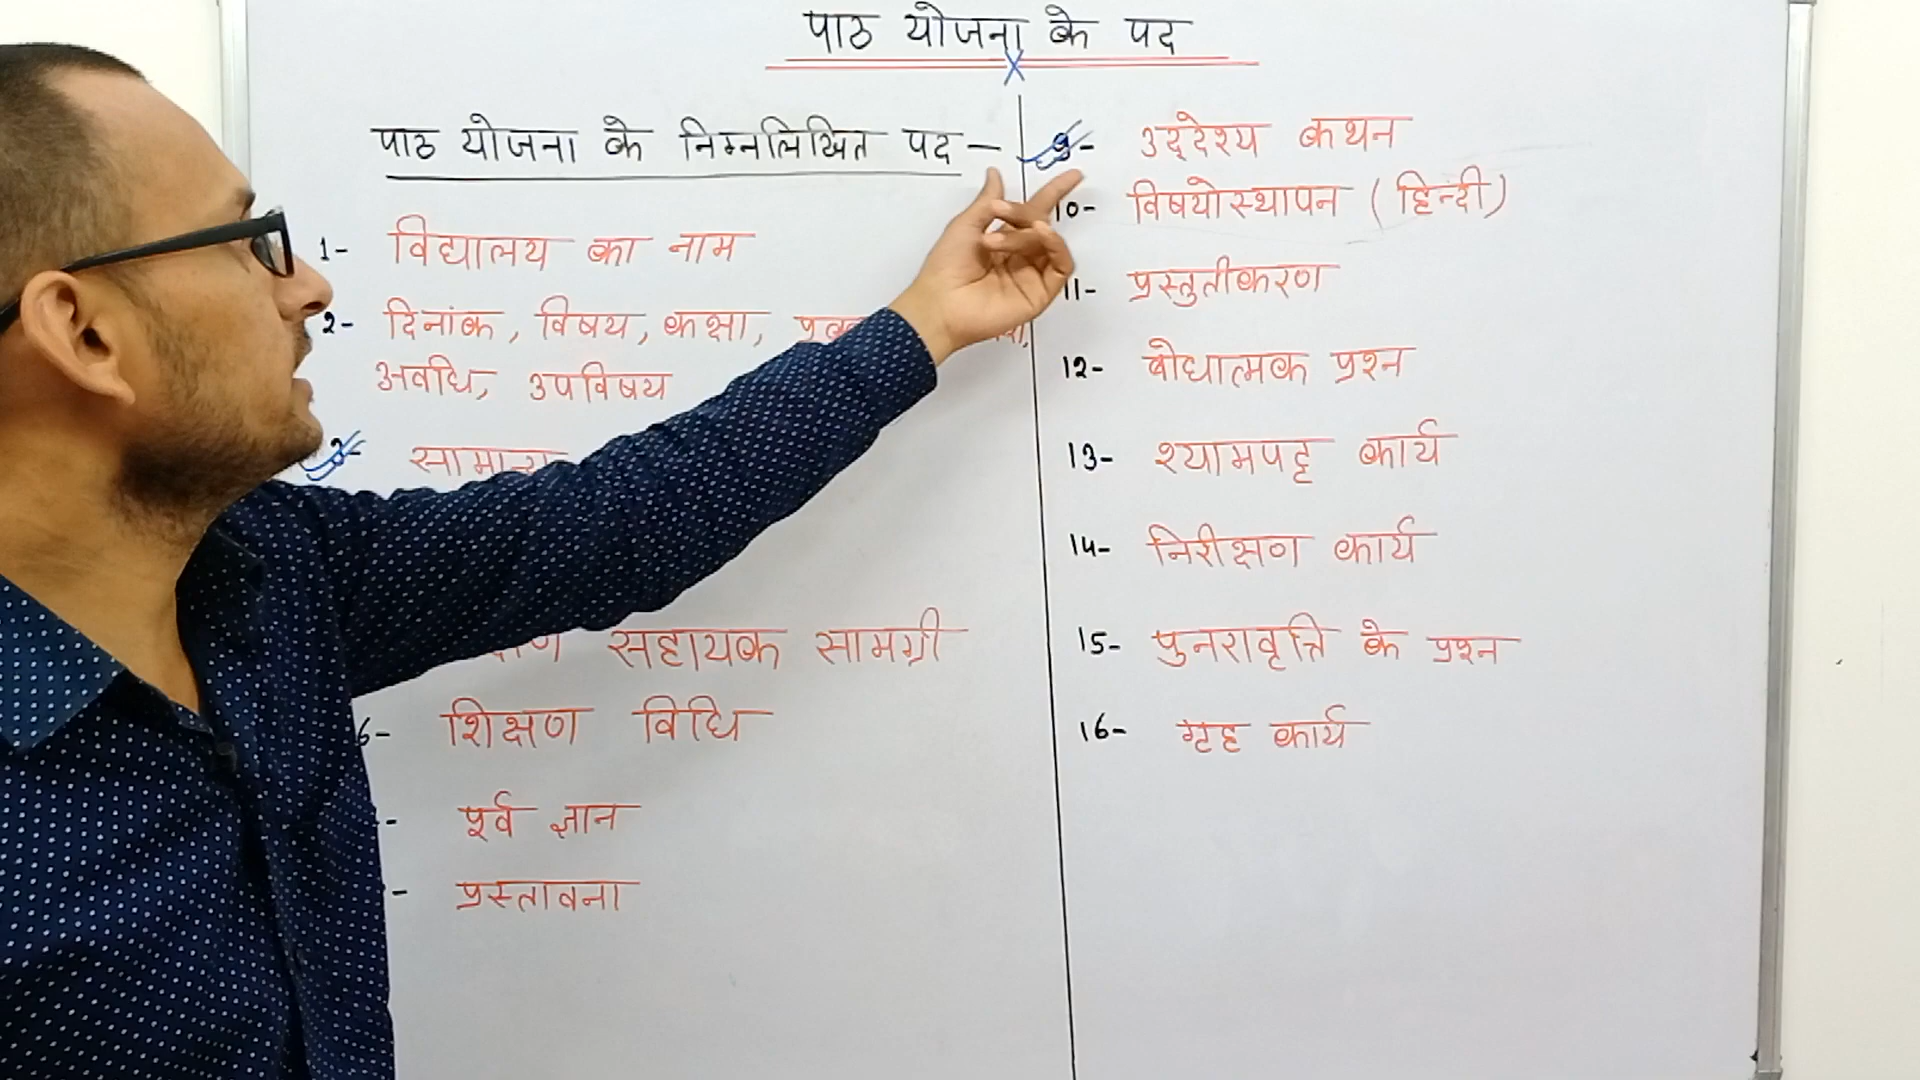 पाठ योजना के पद
पाठ योजना के निम्नलिखित पद –
1- विद्यालय का नाम
2- दिनांक, विषय, कक्षा,
अवधि, उपविषय
3- सामान्य
सहायक सामग्री
6- शिक्षण विधि
- पूर्व ज्ञान
- प्रस्तावना
9- उद्देश्य कथन
10- विषयोस्थापन (हिन्दी)
11- प्रस्तुतीकरण
12- बोधात्मक प्रश्न
13- श्यामपट्ट कार्य
14- निरीक्षण कार्य
15- पुनरावृत्ति के प्रश्न
16- गृह कार्य